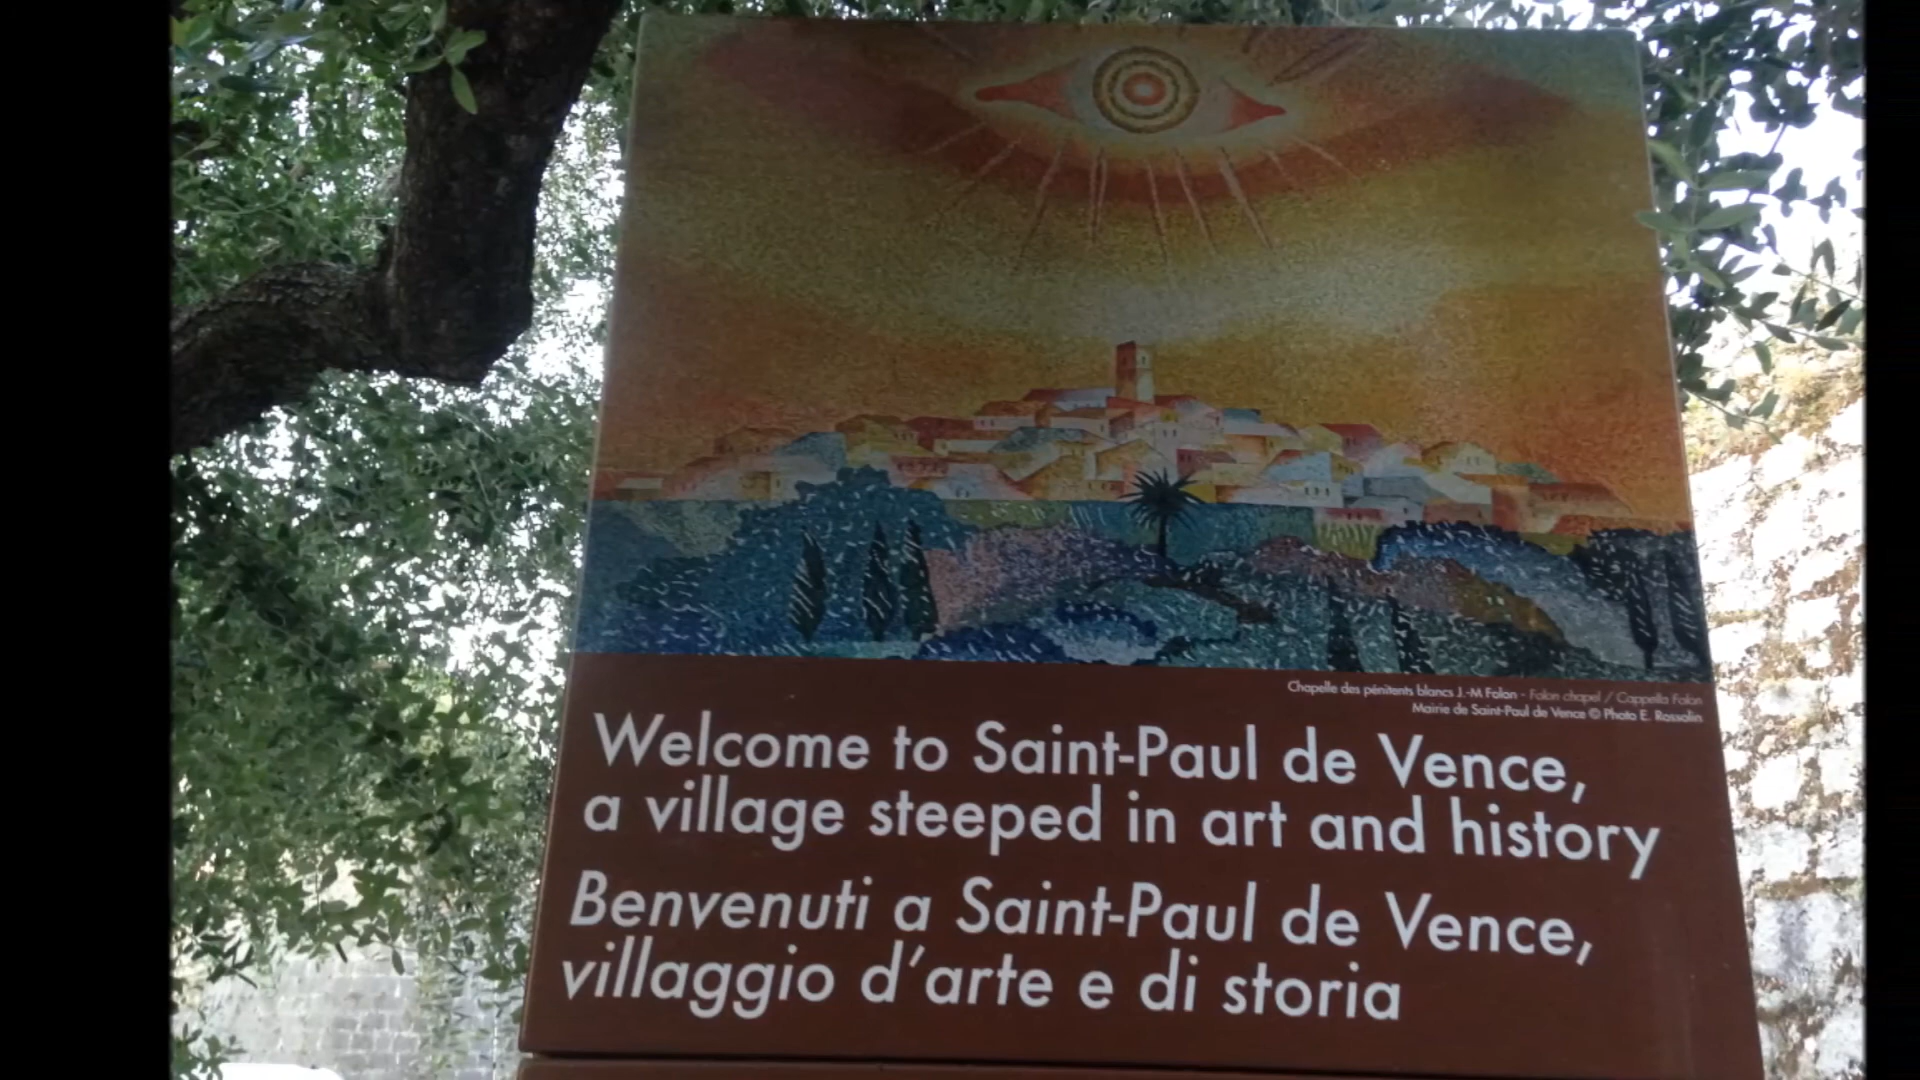 Chapelle des pénitents blancs J.-M Folon - Folon chapel / Cappella Folon
Mairie de Saint-Paul de Vence © Photo E. Rossolin
Welcome to Saint-Paul de Vence,
a village steeped in art and history
Benvenuti a Saint-Paul de Vence,
villaggio d'arte e di storia